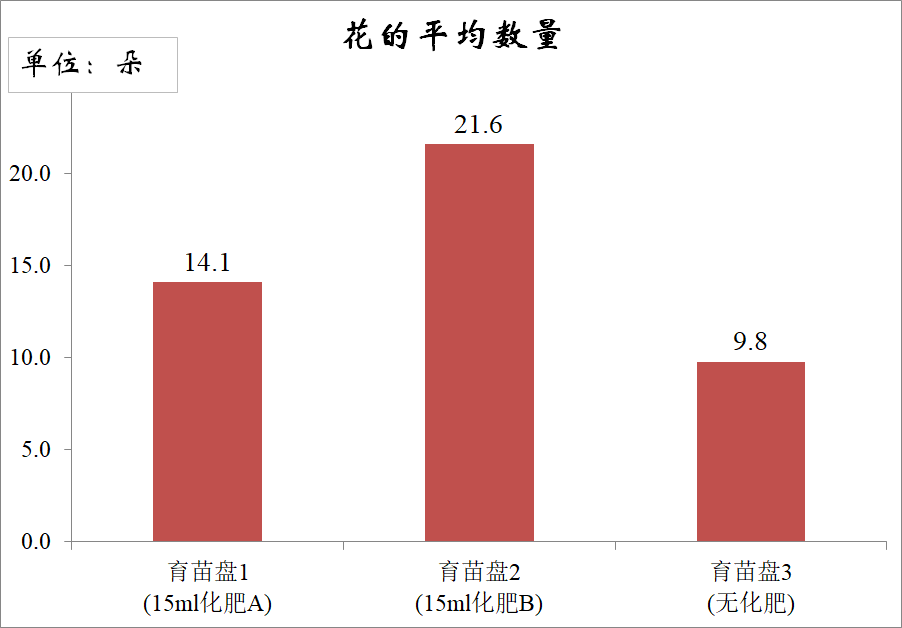 花的平均数量
单位：朵
21.6
20.0
15.0
14.1
10.0
9.8
5.0
0.0
育苗盘1
(15ml化肥A)
育苗盘2
(15ml化肥B)
育苗盘3
(无化肥)